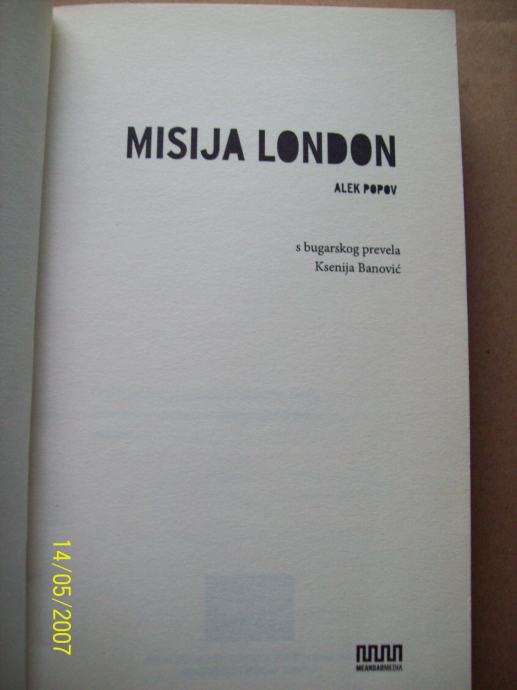 MISIJA LONDON
ALEK POPOV
s bugarskog prevela
Ksenija Banović
14/05/2007
MEANDARMEDIA